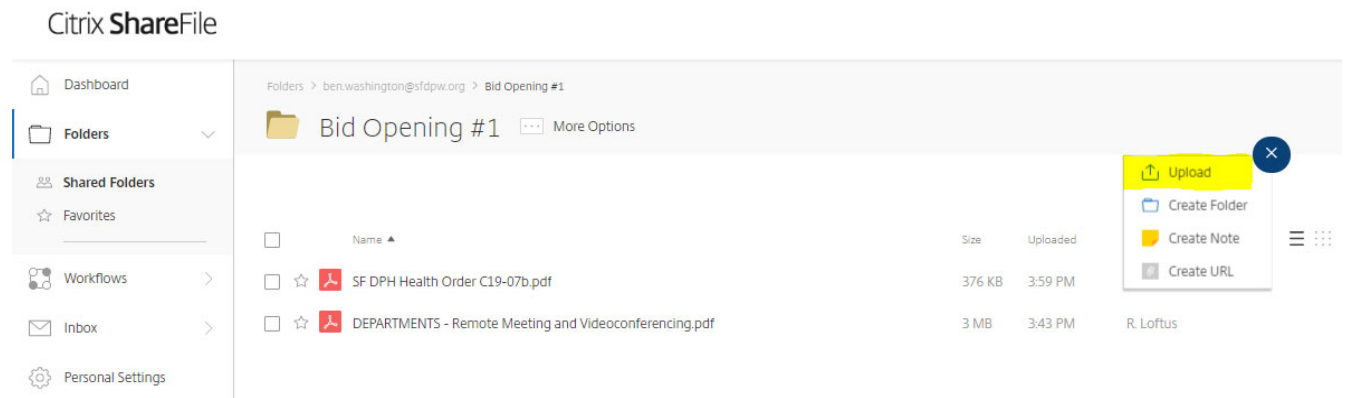 Citrix ShareFile
Dashboard
Folders
Shared Folders
Favorites
Workflows
Inbox
Personal Settings
Folders > ben.washington@sfdpw.org > Bid Opening #1
Bid Opening #1 ··· More Options
Upload
Create Folder
Create Note
Create URL
Name Size Uploaded
SF DPH Health Order C19-07b.pdf 376 KB 3:59 PM
DEPARTMENTS - Remote Meeting and Videoconferencing.pdf 3 MB 3:43 PM R. Loftus